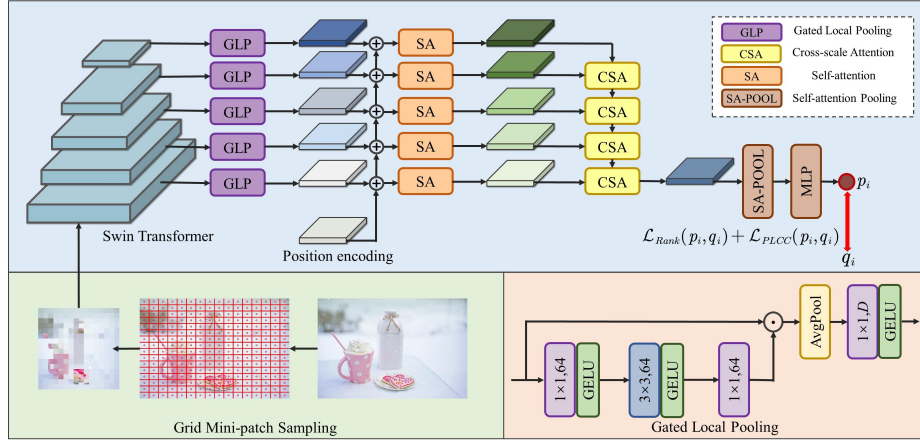 GLP
SA
GLP
Gated Local Pooling
CSA
Cross-scale Attention
SA
Self-attention
SA-POOL
Self-attention Pooling
GLP
SA
CSA
GLP
SA
CSA
GLP
SA
CSA
GLP
SA
CSA
SA-POOL
MLP
p_i
Swin Transformer
Position encoding
ℒ_Rank(p_i, q_i) + ℒ_PLCC(p_i, q_i)
q_i
Grid Mini-patch Sampling
1×1,64
GELU
3×3,64
GELU
1×1,64
AvgPool
1×1,D
GELU
Gated Local Pooling